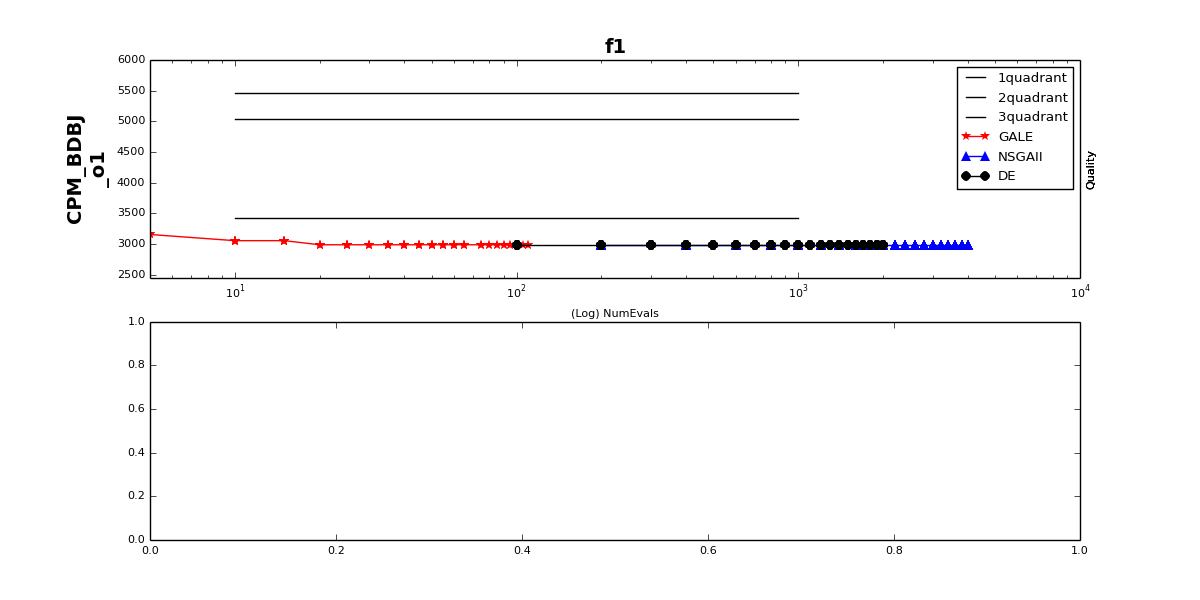 f1
CPM_BDBJ
_o1
6000
5500
5000
4500
4000
3500
3000
2500
1quadrant
2quadrant
3quadrant
GALE
NSGAII
DE
Quality
10^1
10^2
10^3
10^4
(Log) NumEvals
1.0
0.8
0.6
0.4
0.2
0.0
0.0
0.2
0.4
0.6
0.8
1.0